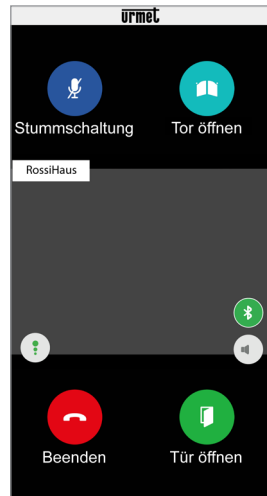 urmet
Stummschaltung
Tor öffnen
RossiHaus
Beenden
Tür öffnen